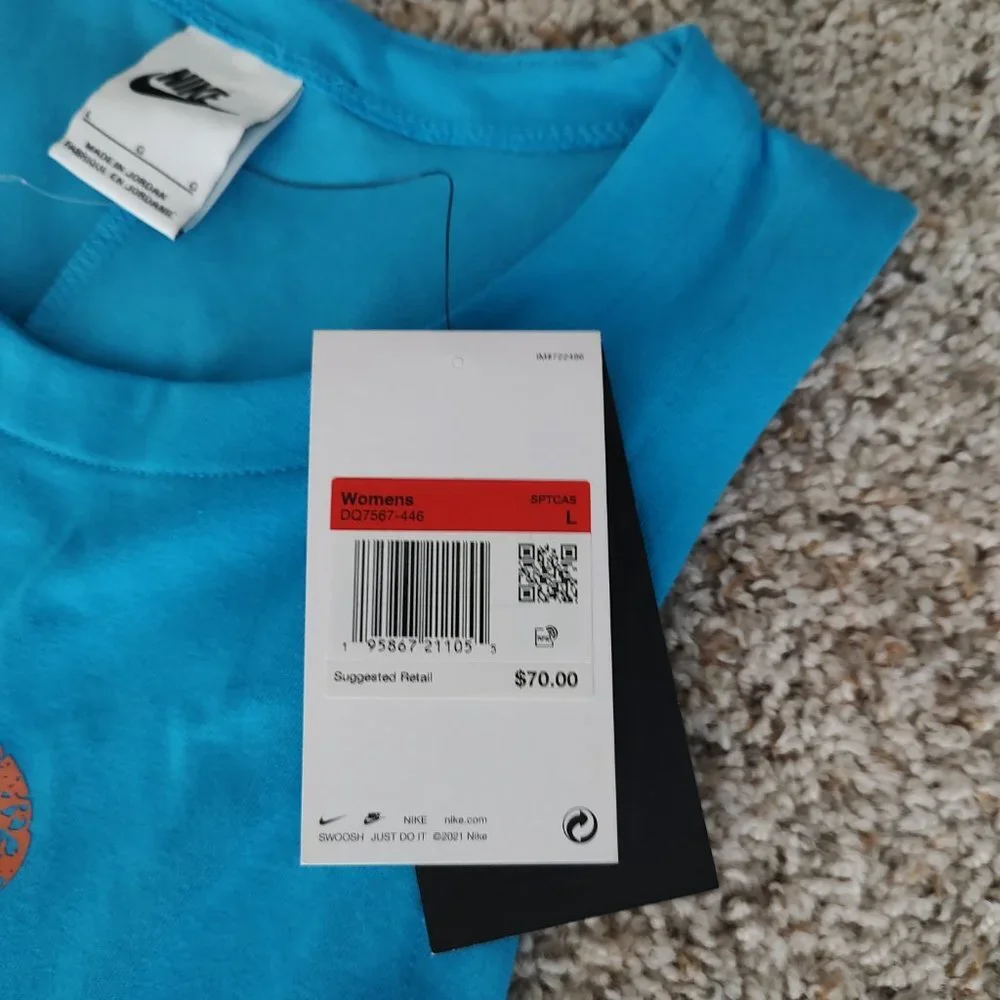 NIKE
L
G
G
MADE IN JORDAN
FABRIQUÉ EN JORDANIE
Womens
SPTCAS
DQ7567-446
L
1 95867 21105 5
Suggested Retail
$70.00
NIKE nike.com
SWOOSH JUST DO IT ©2021 Nike